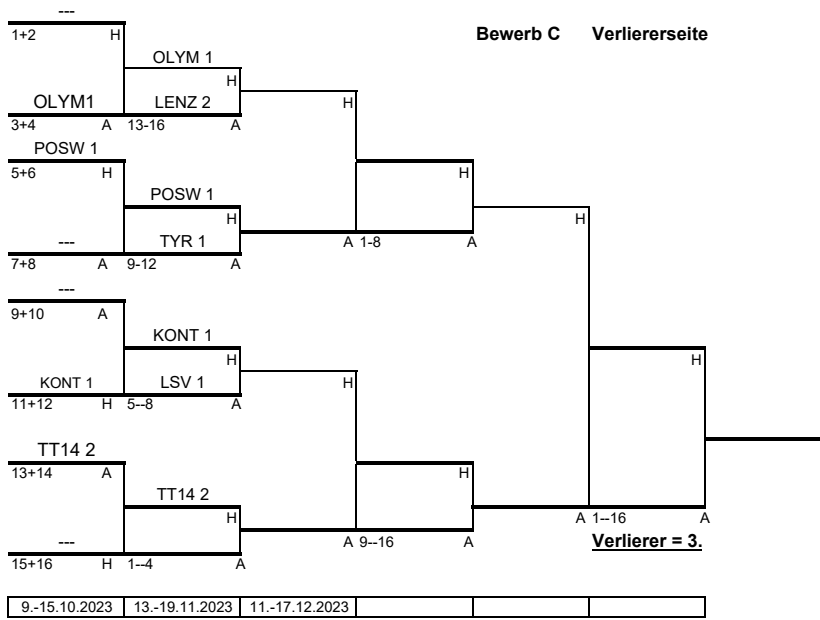 ---
Bewerb C Verliererseite
1+2 H
OLYM 1
H
OLYM1 LENZ 2 H
3+4 A 13-16 A
POSW 1
5+6 H H
POSW 1
H H
--- TYR 1 A 1-8 A
7+8 A 9-12 A
---
9+10 A
KONT 1
H H
KONT 1 LSV 1 H
11+12 H 5--8 A
TT14 2
13+14 A H
TT14 2
H A 1--16 A
--- A 9--16 A Verlierer = 3.
15+16 H 1--4 A
9.-15.10.2023 13.-19.11.2023 11.-17.12.2023